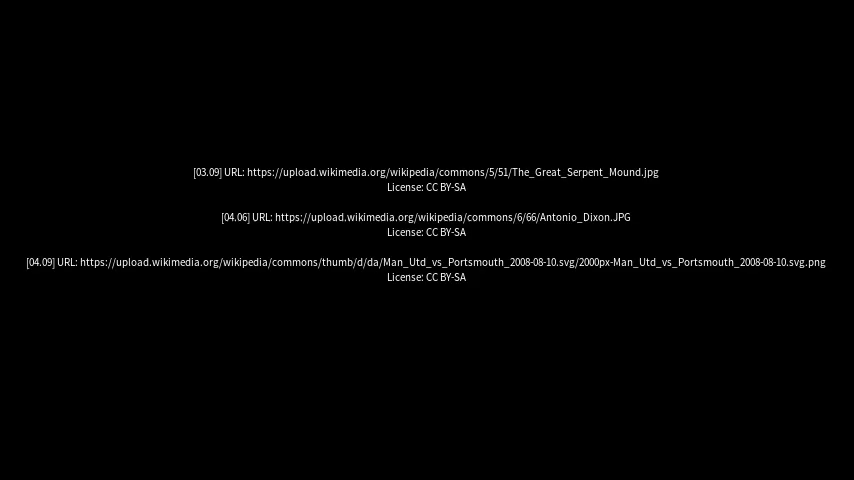 [03.09] URL: https://upload.wikimedia.org/wikipedia/commons/5/51/The_Great_Serpent_Mound.jpg
License: CC BY-SA
[04.06] URL: https://upload.wikimedia.org/wikipedia/commons/6/66/Antonio_Dixon.JPG
License: CC BY-SA
[04.09] URL: https://upload.wikimedia.org/wikipedia/commons/thumb/d/da/Man_Utd_vs_Portsmouth_2008-08-10.svg/2000px-Man_Utd_vs_Portsmouth_2008-08-10.svg.png
License: CC BY-SA